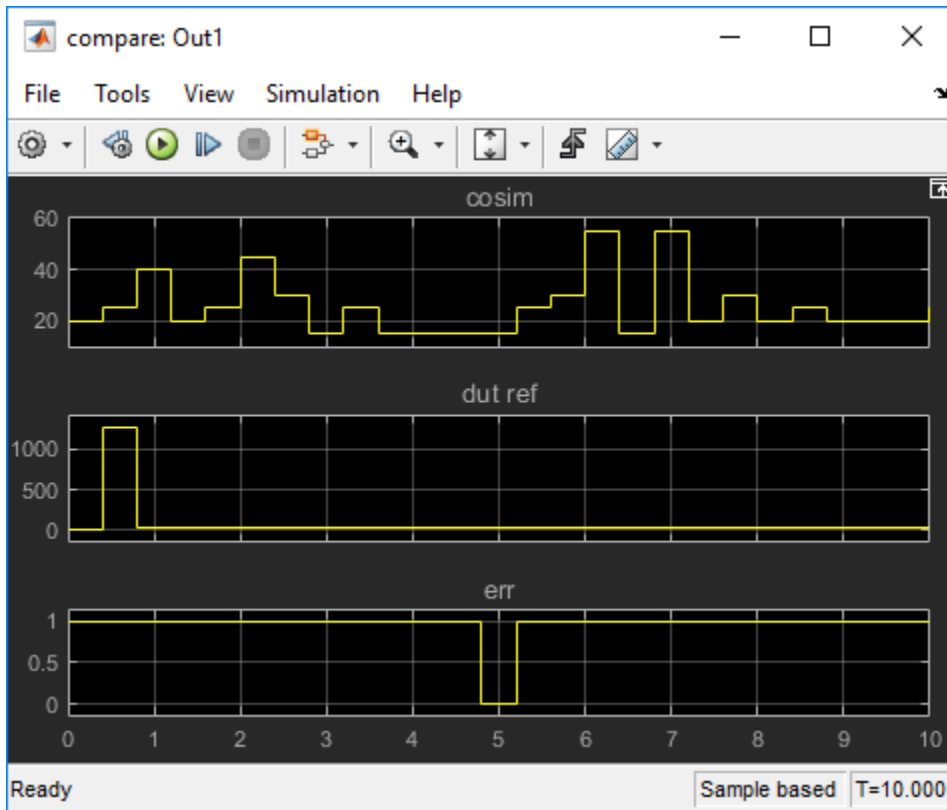 compare: Out1
File Tools View Simulation Help
cosim
60
40
20
dut ref
1000
500
0
err
1
0.5
0
0 1 2 3 4 5 6 7 8 9 10
Ready Sample based T=10.000